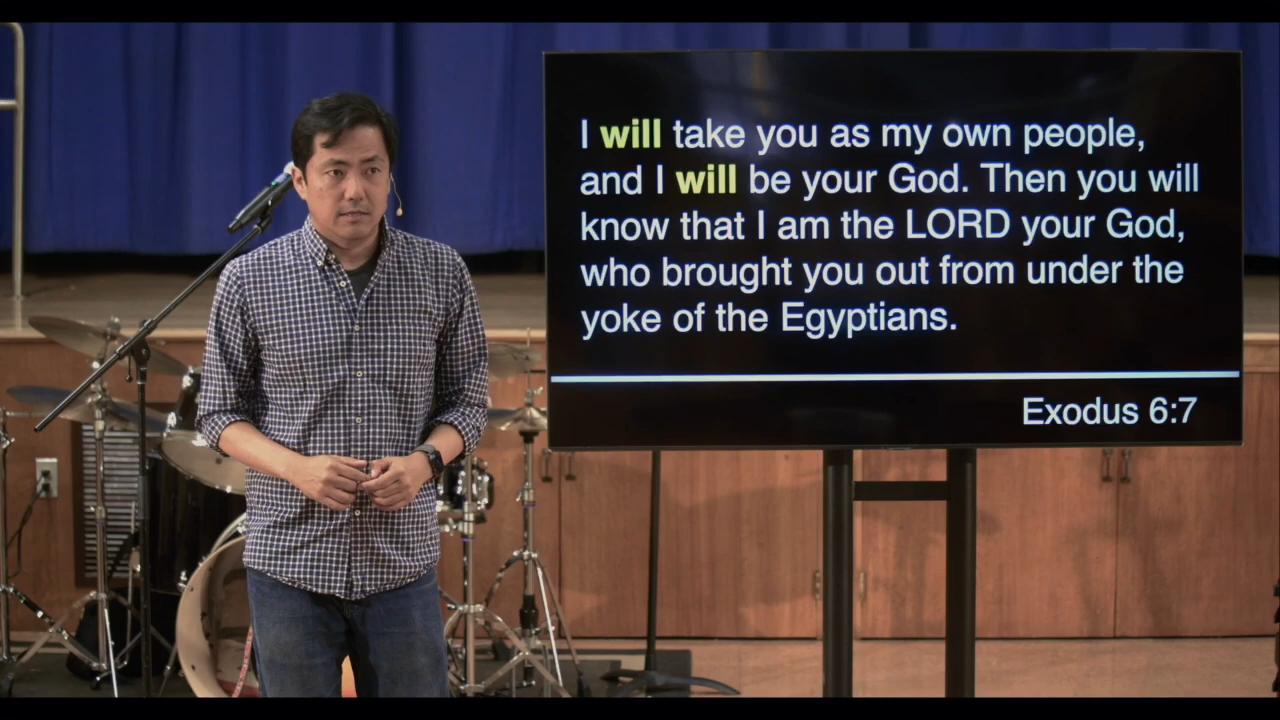 I will take you as my own people,
and I will be your God. Then you will
know that I am the LORD your God,
who brought you out from under the
yoke of the Egyptians.
Exodus 6:7